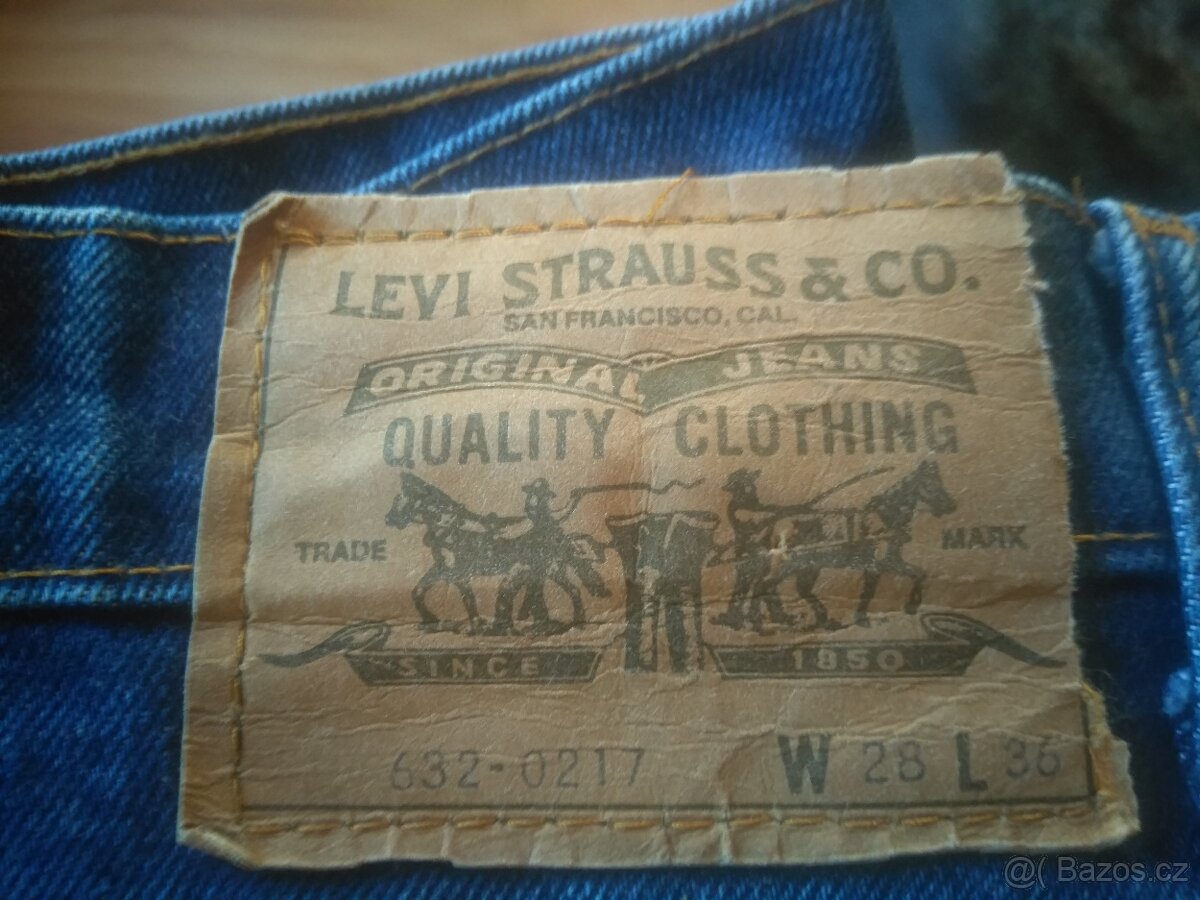 LEVI STRAUSS & CO.
SAN FRANCISCO, CAL.
ORIGINAL JEANS
QUALITY CLOTHING
TRADE MARK
SINCE 1850
632-0217 W 28 L 36
@( Bazos.cz